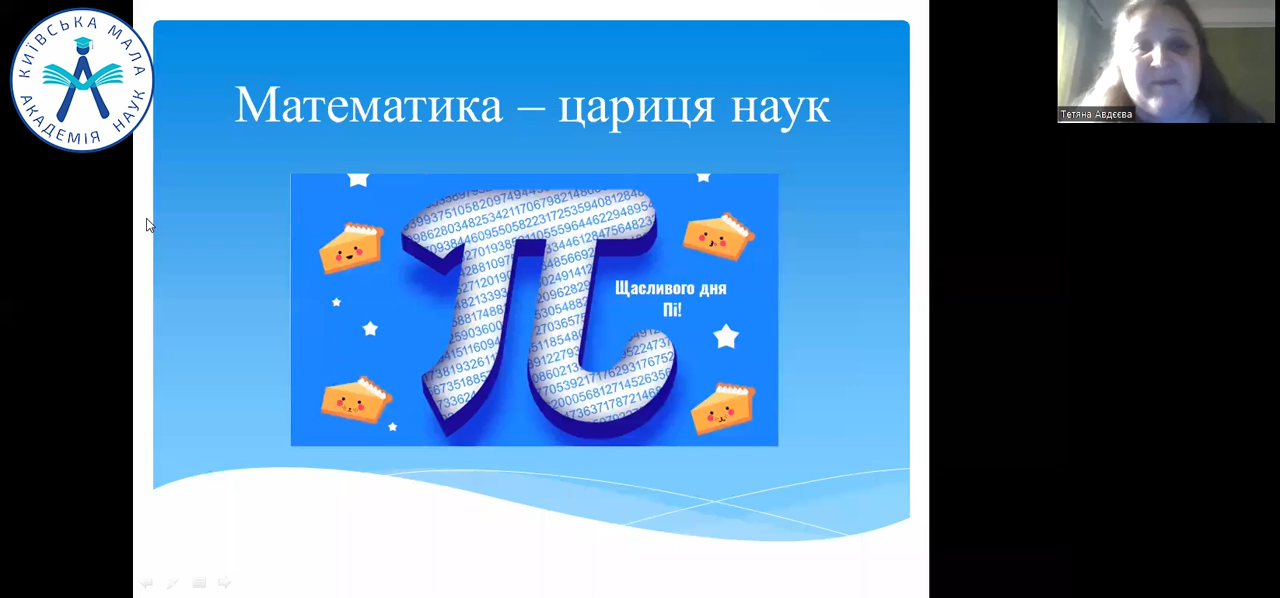 КИЇВСЬКА МАЛА
АКАДЕМІЯ НАУК
Математика – цариця наук
Щасливого дня
Пі!
Тетяна Авдєєва